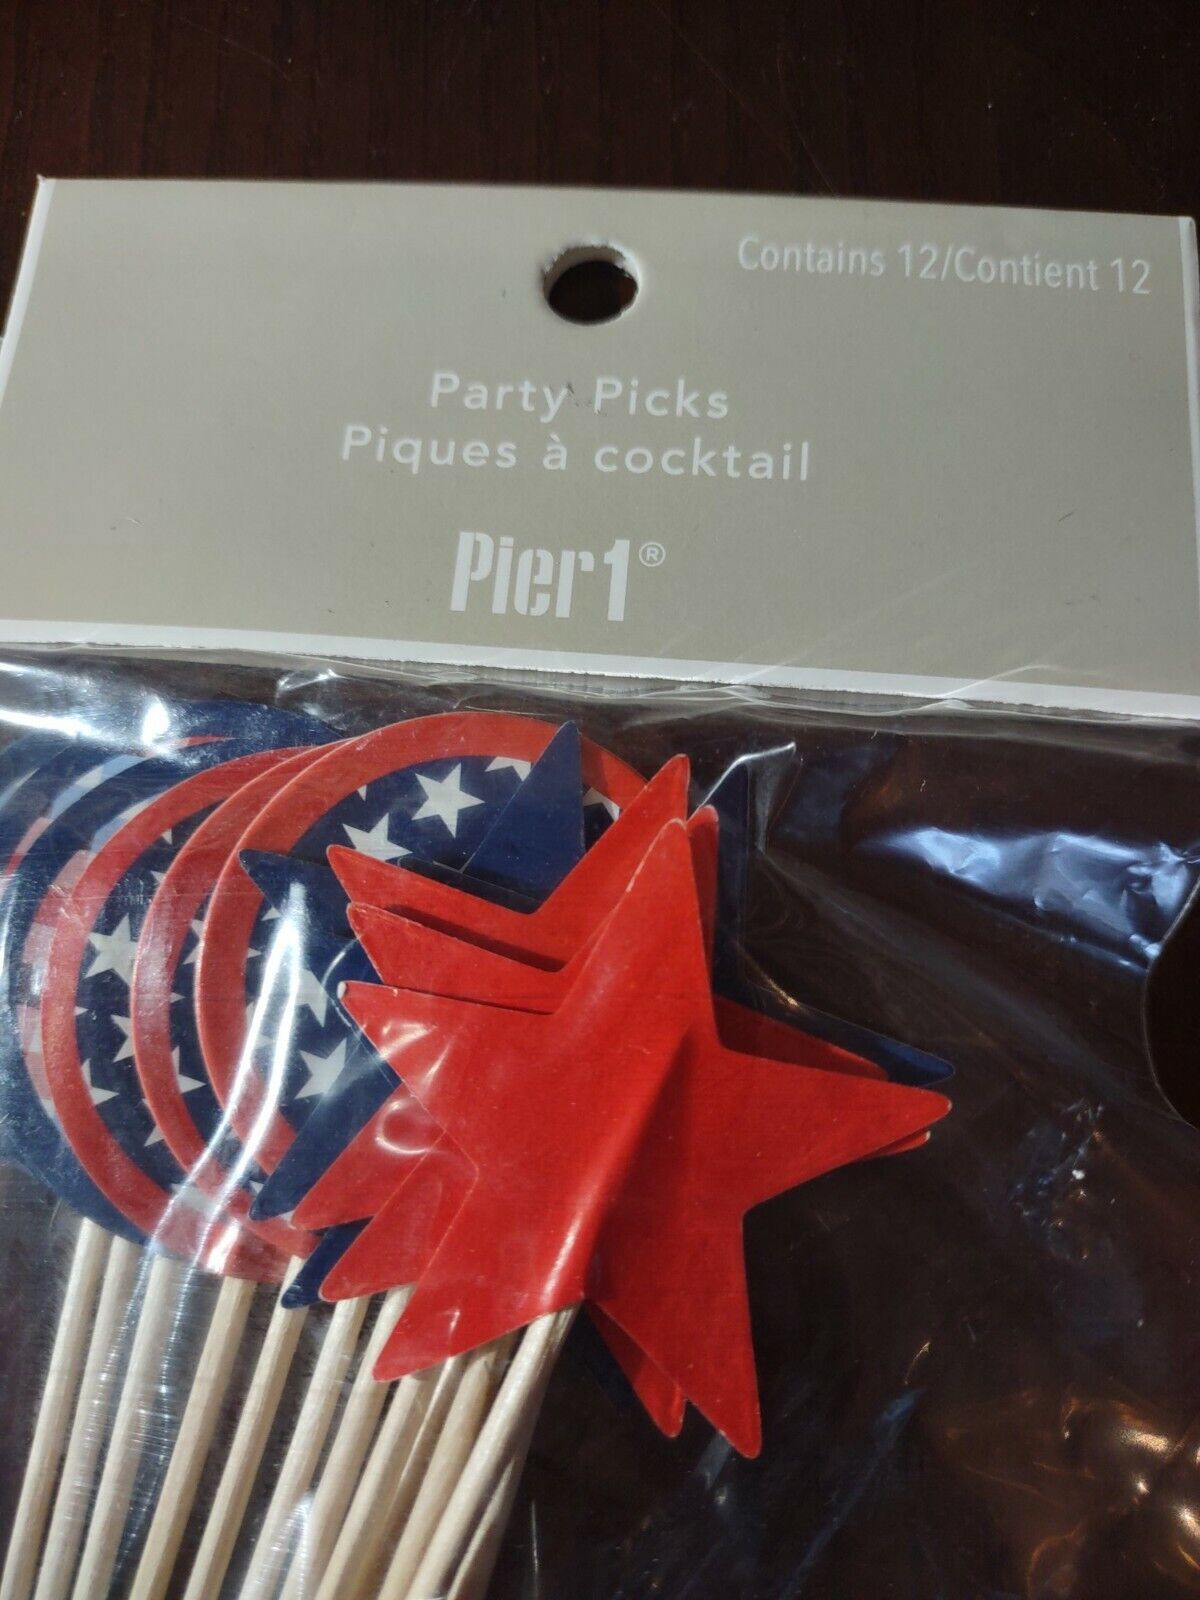 Contains 12/Contient 12
Party Picks
Piques à cocktail
Pier1®